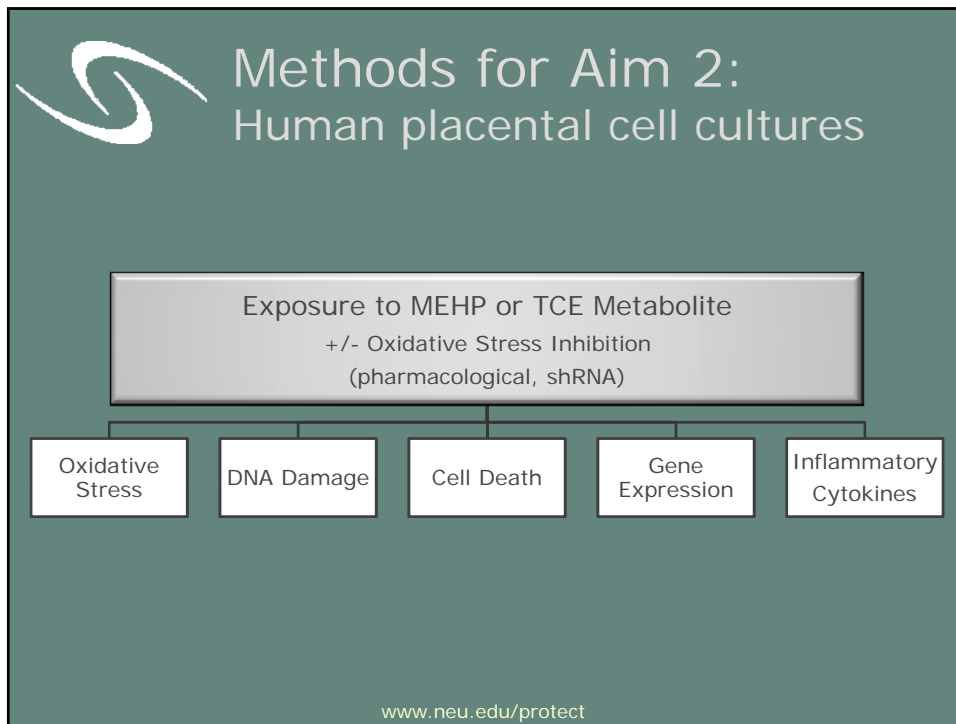 Methods for Aim 2:
Human placental cell cultures
Exposure to MEHP or TCE Metabolite
+/- Oxidative Stress Inhibition
(pharmacological, shRNA)
Oxidative
Stress
DNA Damage
Cell Death
Gene
Expression
Inflammatory
Cytokines
www.neu.edu/protect